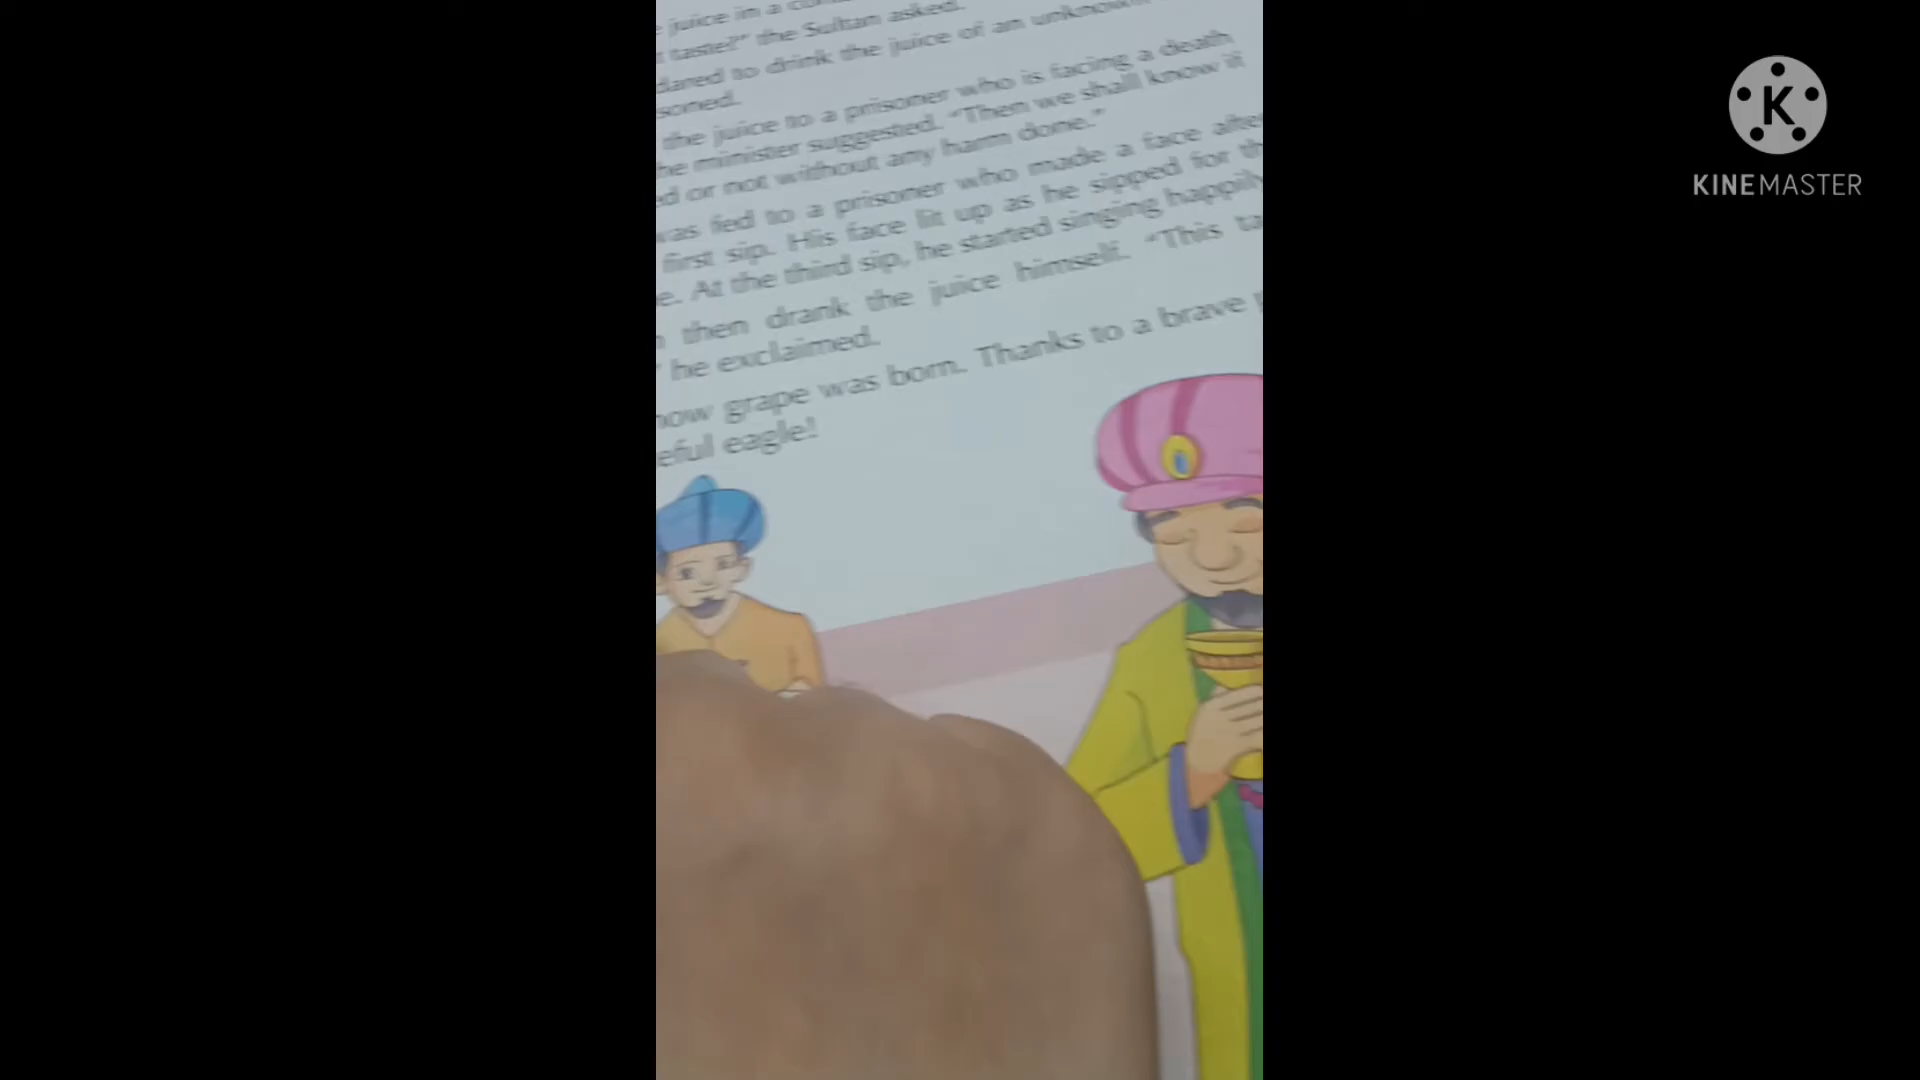 juice in a
taste?" the Sultan asked.
dared to drink the juice of an unknown
soned.
the juice to a prisoner who is facing a death
he minister suggested. "Then we shall know if
ed or not without any harm done."
was fed to a prisoner who made a face after
first sip. His face lit up as he sipped for th
e. At the third sip, he started singing happily
n then drank the juice himself. "This ta
" he exclaimed.
how grape was born. Thanks to a brave p
eful eagle!
K
KINEMASTER